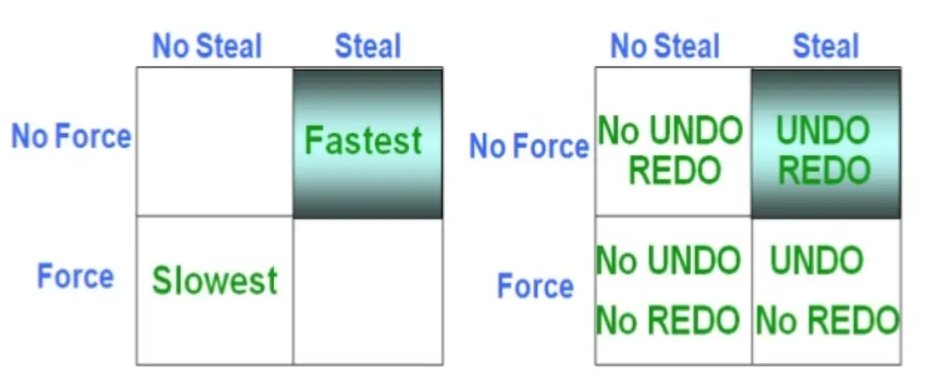 No Steal Steal
No Force
Fastest
Force
Slowest
No Steal Steal
No Force
No UNDO
REDO
UNDO
REDO
Force
No UNDO
No REDO
UNDO
No REDO